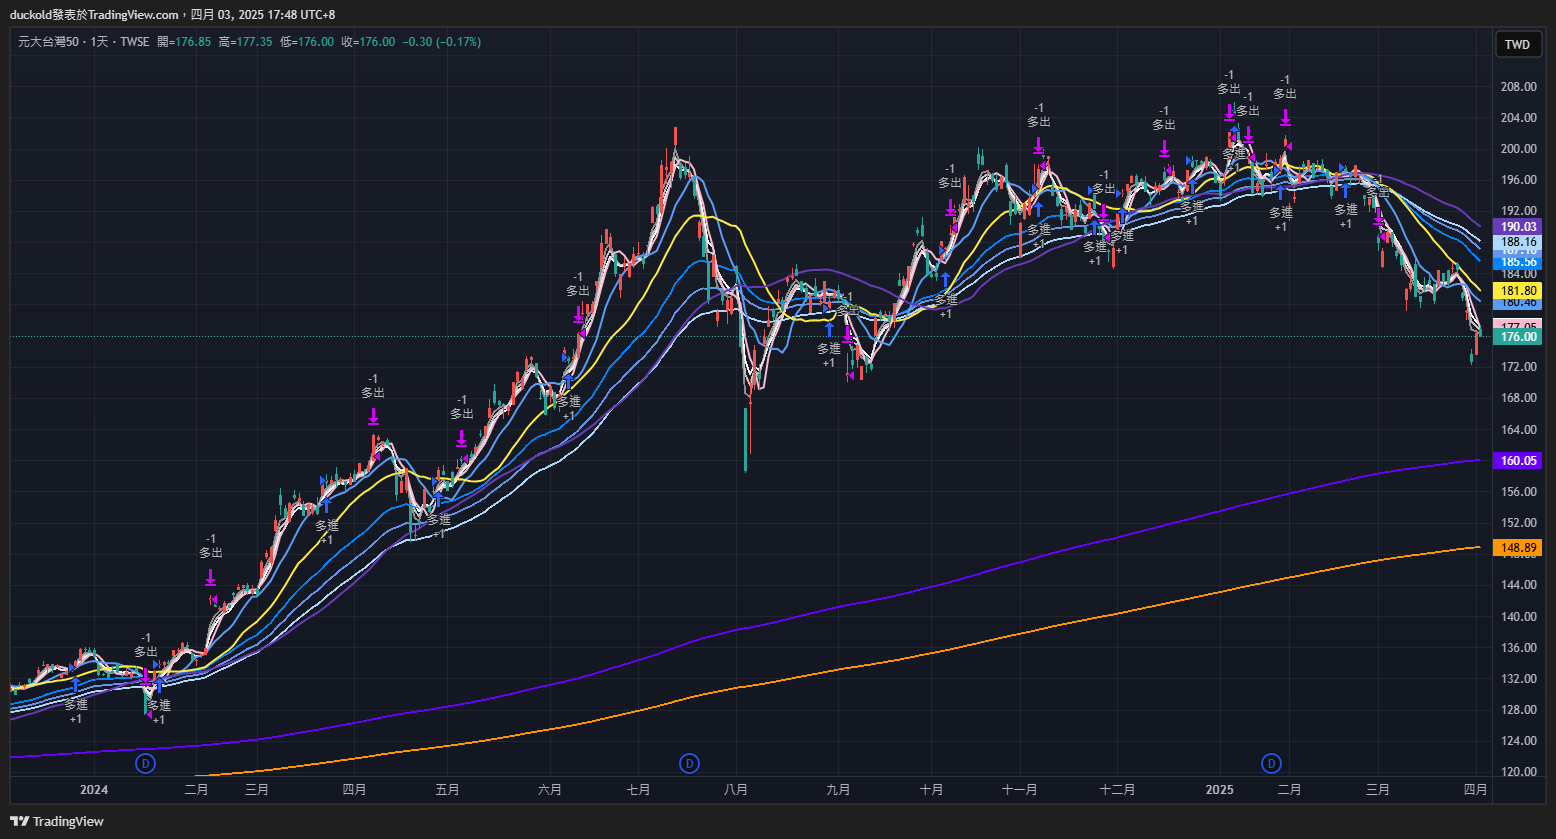 duckold發表於TradingView.com，四月 03, 2025 17:48 UTC+8
元大台灣50 · 1天 · TWSE 開=176.85 高=177.35 低=176.00 收=176.00 −0.30 (−0.17%)
TWD
208.00
204.00
200.00
196.00
192.00
190.03
188.16
185.56
184.00
181.80
180.46
177.05
176.00
172.00
168.00
164.00
160.05
156.00
152.00
148.89
144.00
140.00
136.00
132.00
128.00
124.00
120.00
-1
多出
-1
多出
-1
多出
-1
多出
-1
多出
-1
多出
-1
多出
-1
多出
-1
多出
-1
多出
-1
多出
-1
多出
-1
多出
-1
多出
-1
多出
多進
+1
多進
+1
多進
+1
多進
+1
多進
+1
多進
+1
多進
+1
多進
+1
多進
+1
多進
+1
多進
+1
多進
+1
多進
+1
多進
+1
D
D
D
2024 二月 三月 四月 五月 六月 七月 八月 九月 十月 十一月 十二月 2025 二月 三月 四月
TradingView